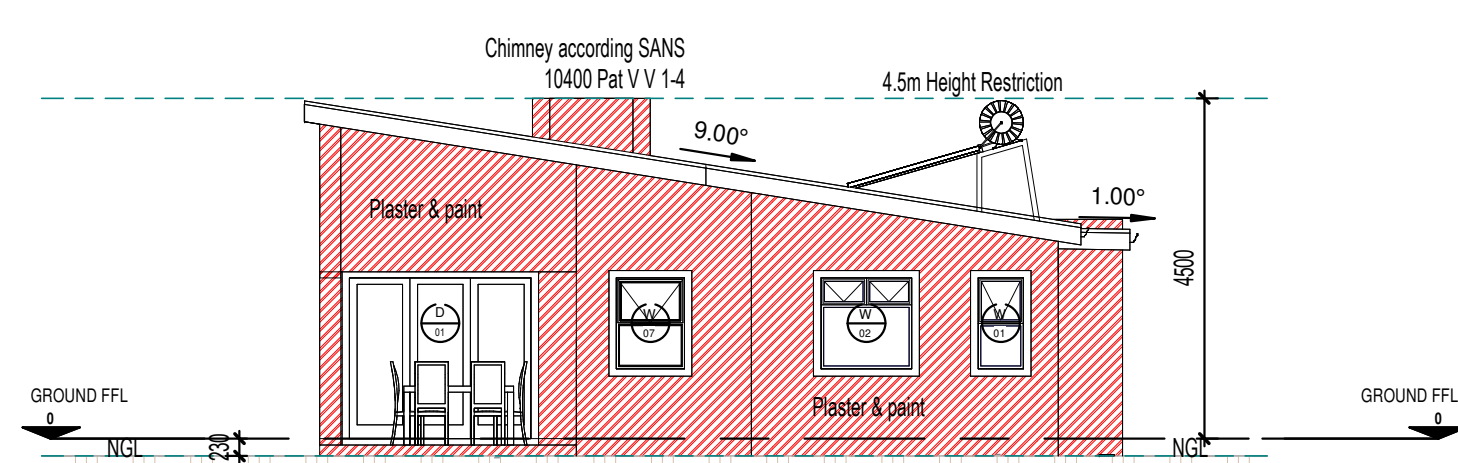 Chimney according SANS
10400 Pat V V 1-4
4.5m Height Restriction
9.00°
1.00°
Plaster & paint
4500
D
01
W
07
W
02
W
01
Plaster & paint
GROUND FFL
0
GROUND FFL
0
NGL
230
NGL